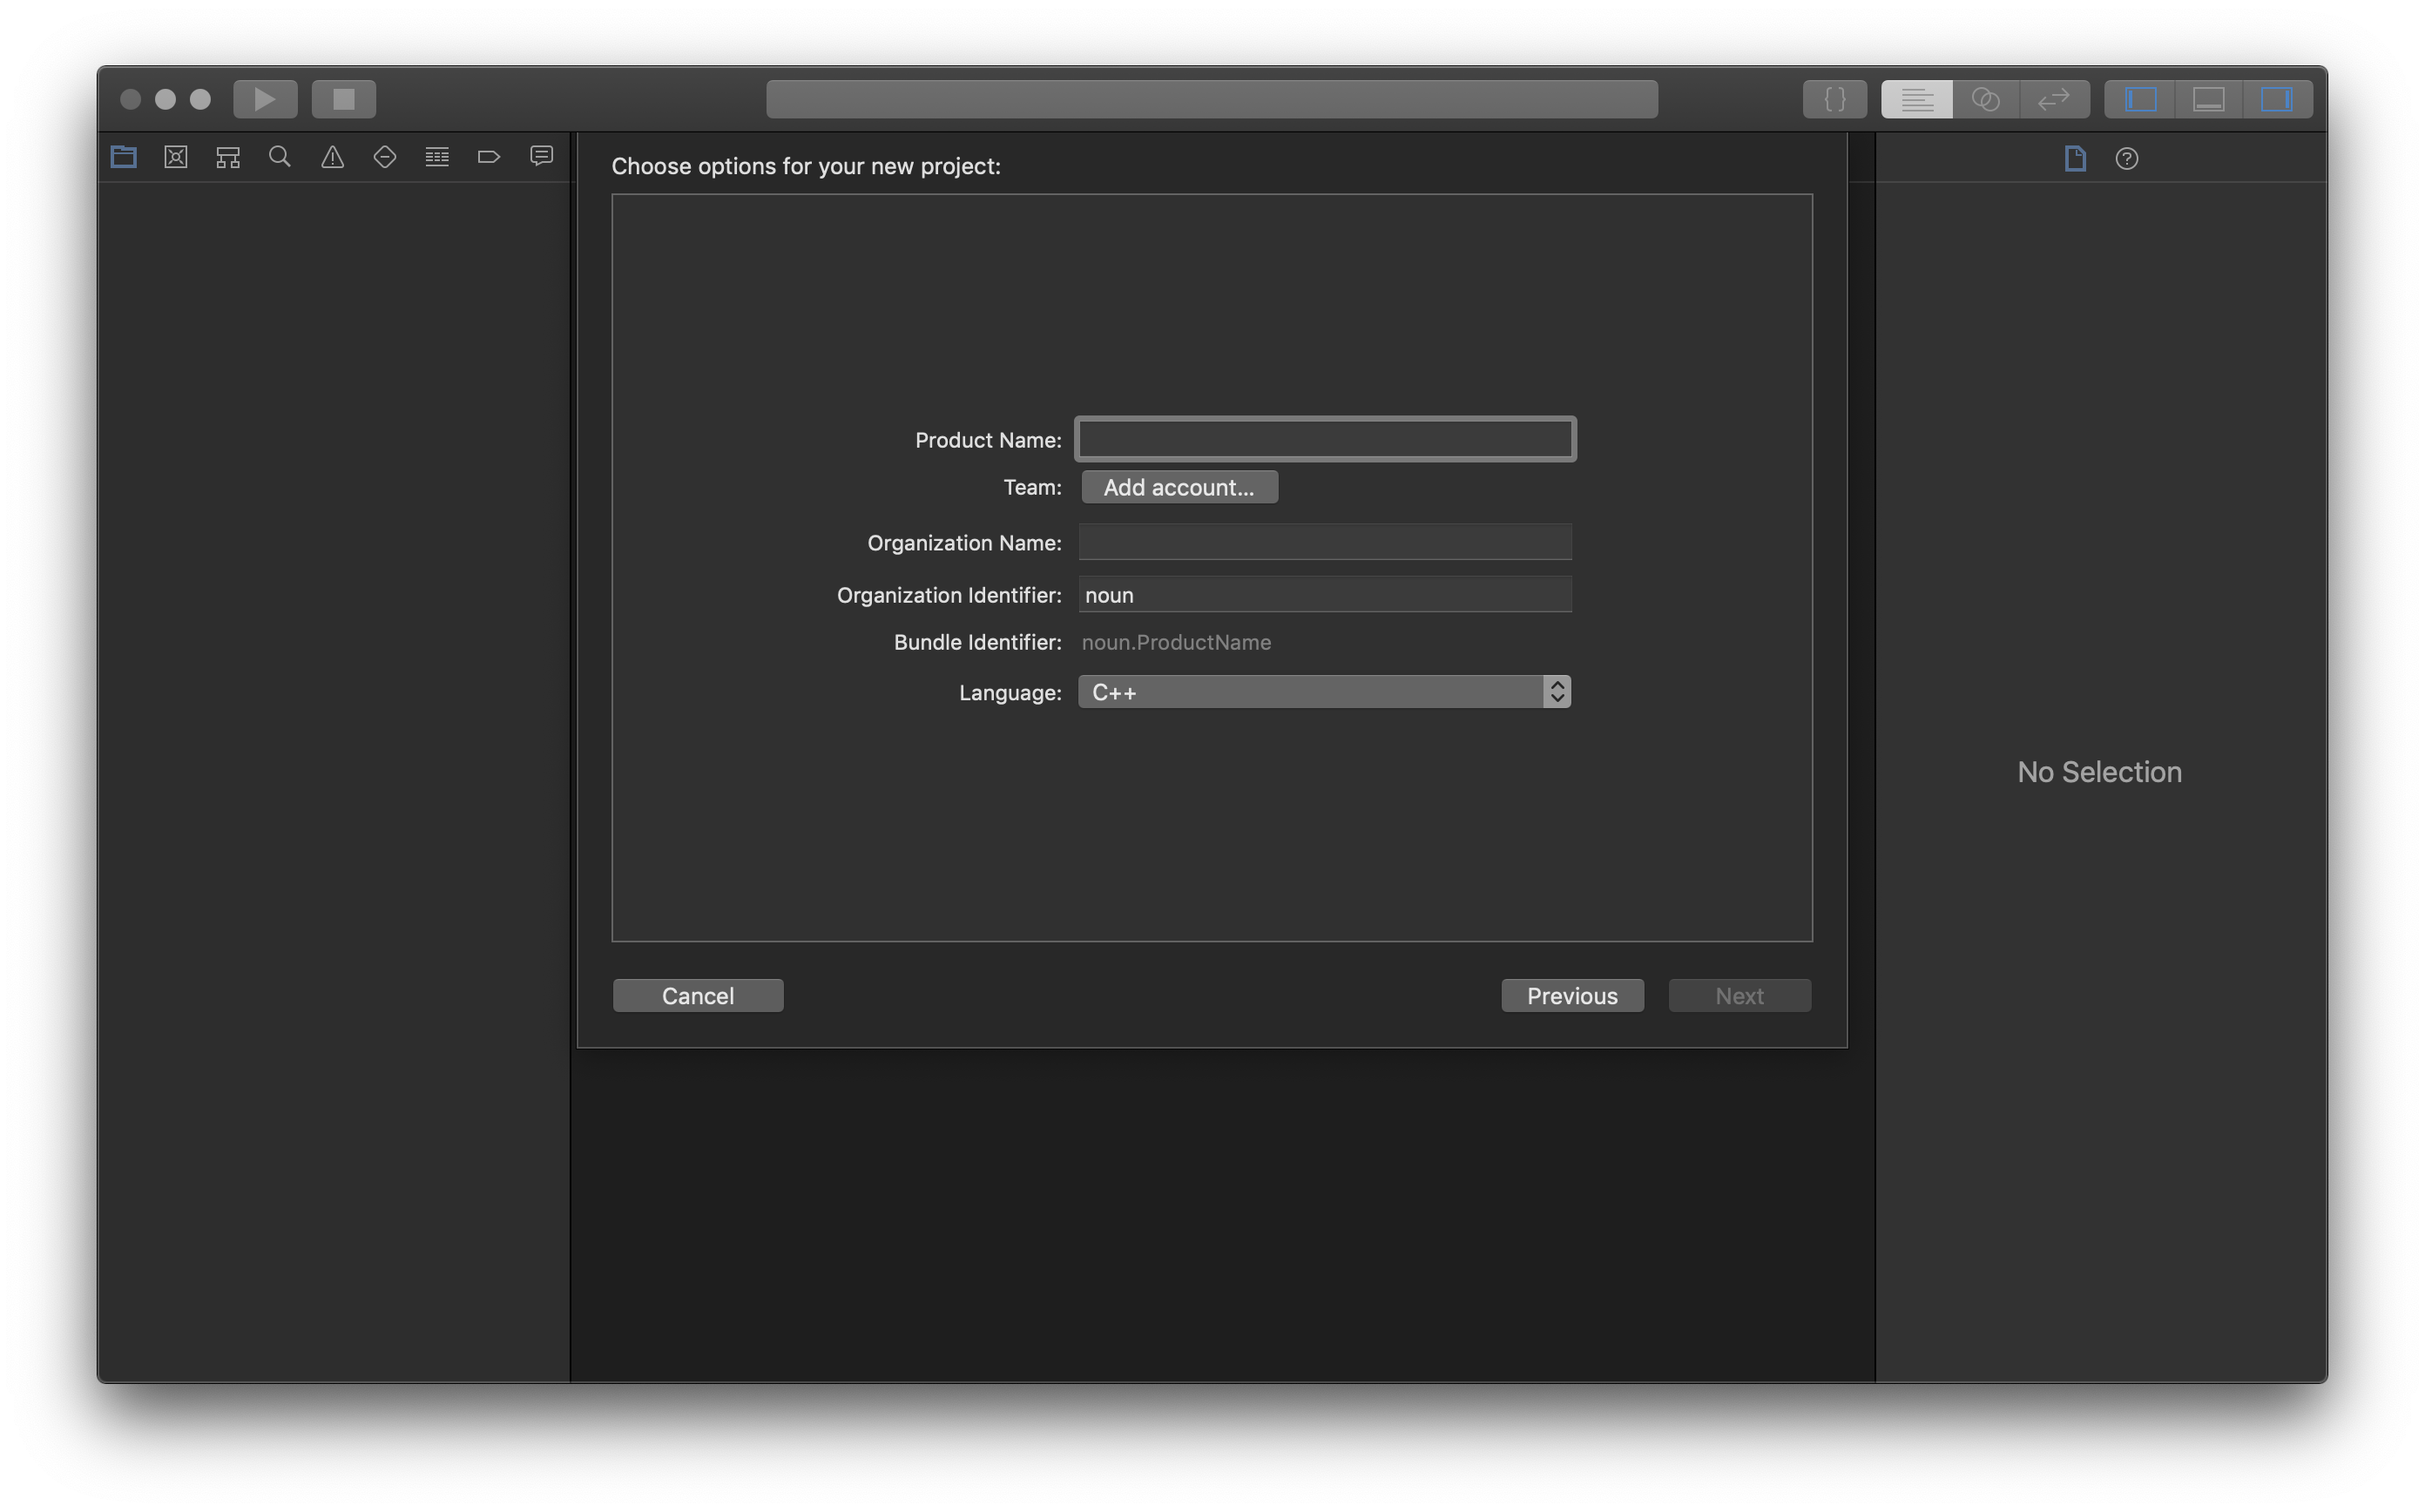 Choose options for your new project:
Product Name:
Team: Add account...
Organization Name:
Organization Identifier: noun
Bundle Identifier: noun.ProductName
Language: C++
No Selection
Cancel Previous Next